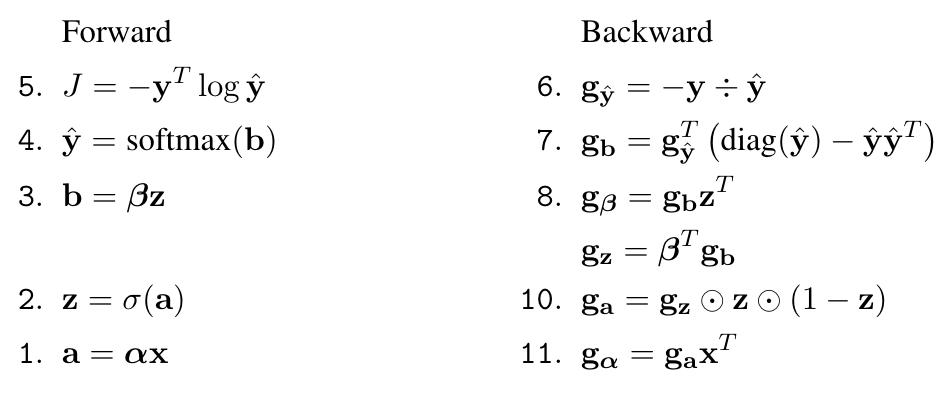 Forward Backward
5. J = −y^T log ŷ 6. g_ŷ = −y ÷ ŷ
4. ŷ = softmax(b) 7. g_b = g_ŷ^T (diag(ŷ) − ŷŷ^T)
3. b = βz 8. g_β = g_b z^T
g_z = β^T g_b
2. z = σ(a) 10. g_a = g_z ⊙ z ⊙ (1 − z)
1. a = αx 11. g_α = g_a x^T